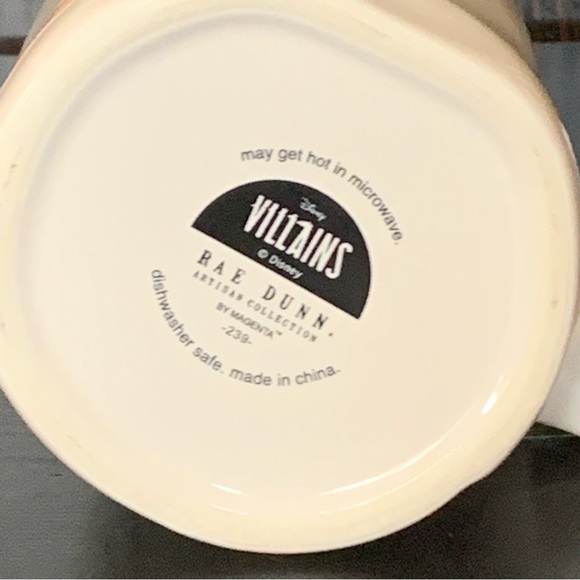 may get hot in microwave.
Disney
VILLAINS
© Disney
RAE DUNN.
ARTISAN COLLECTION
BY MAGENTA™
-239-
dishwasher safe. made in china.